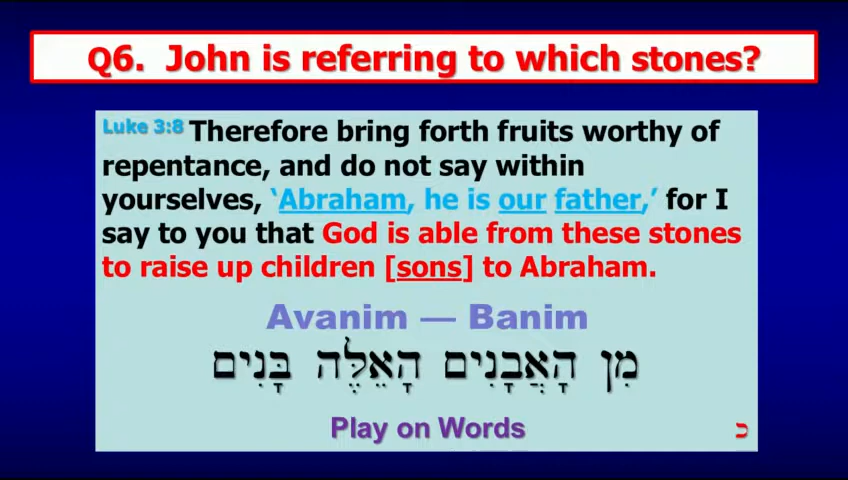 Q6. John is referring to which stones?
Luke 3:8 Therefore bring forth fruits worthy of
repentance, and do not say within
yourselves, ‘Abraham, he is our father,’ for I
say to you that God is able from these stones
to raise up children [sons] to Abraham.
Avanim — Banim
מִן הָאֲבָנִים הָאֵלֶּה בָּנִים
Play on Words
כ